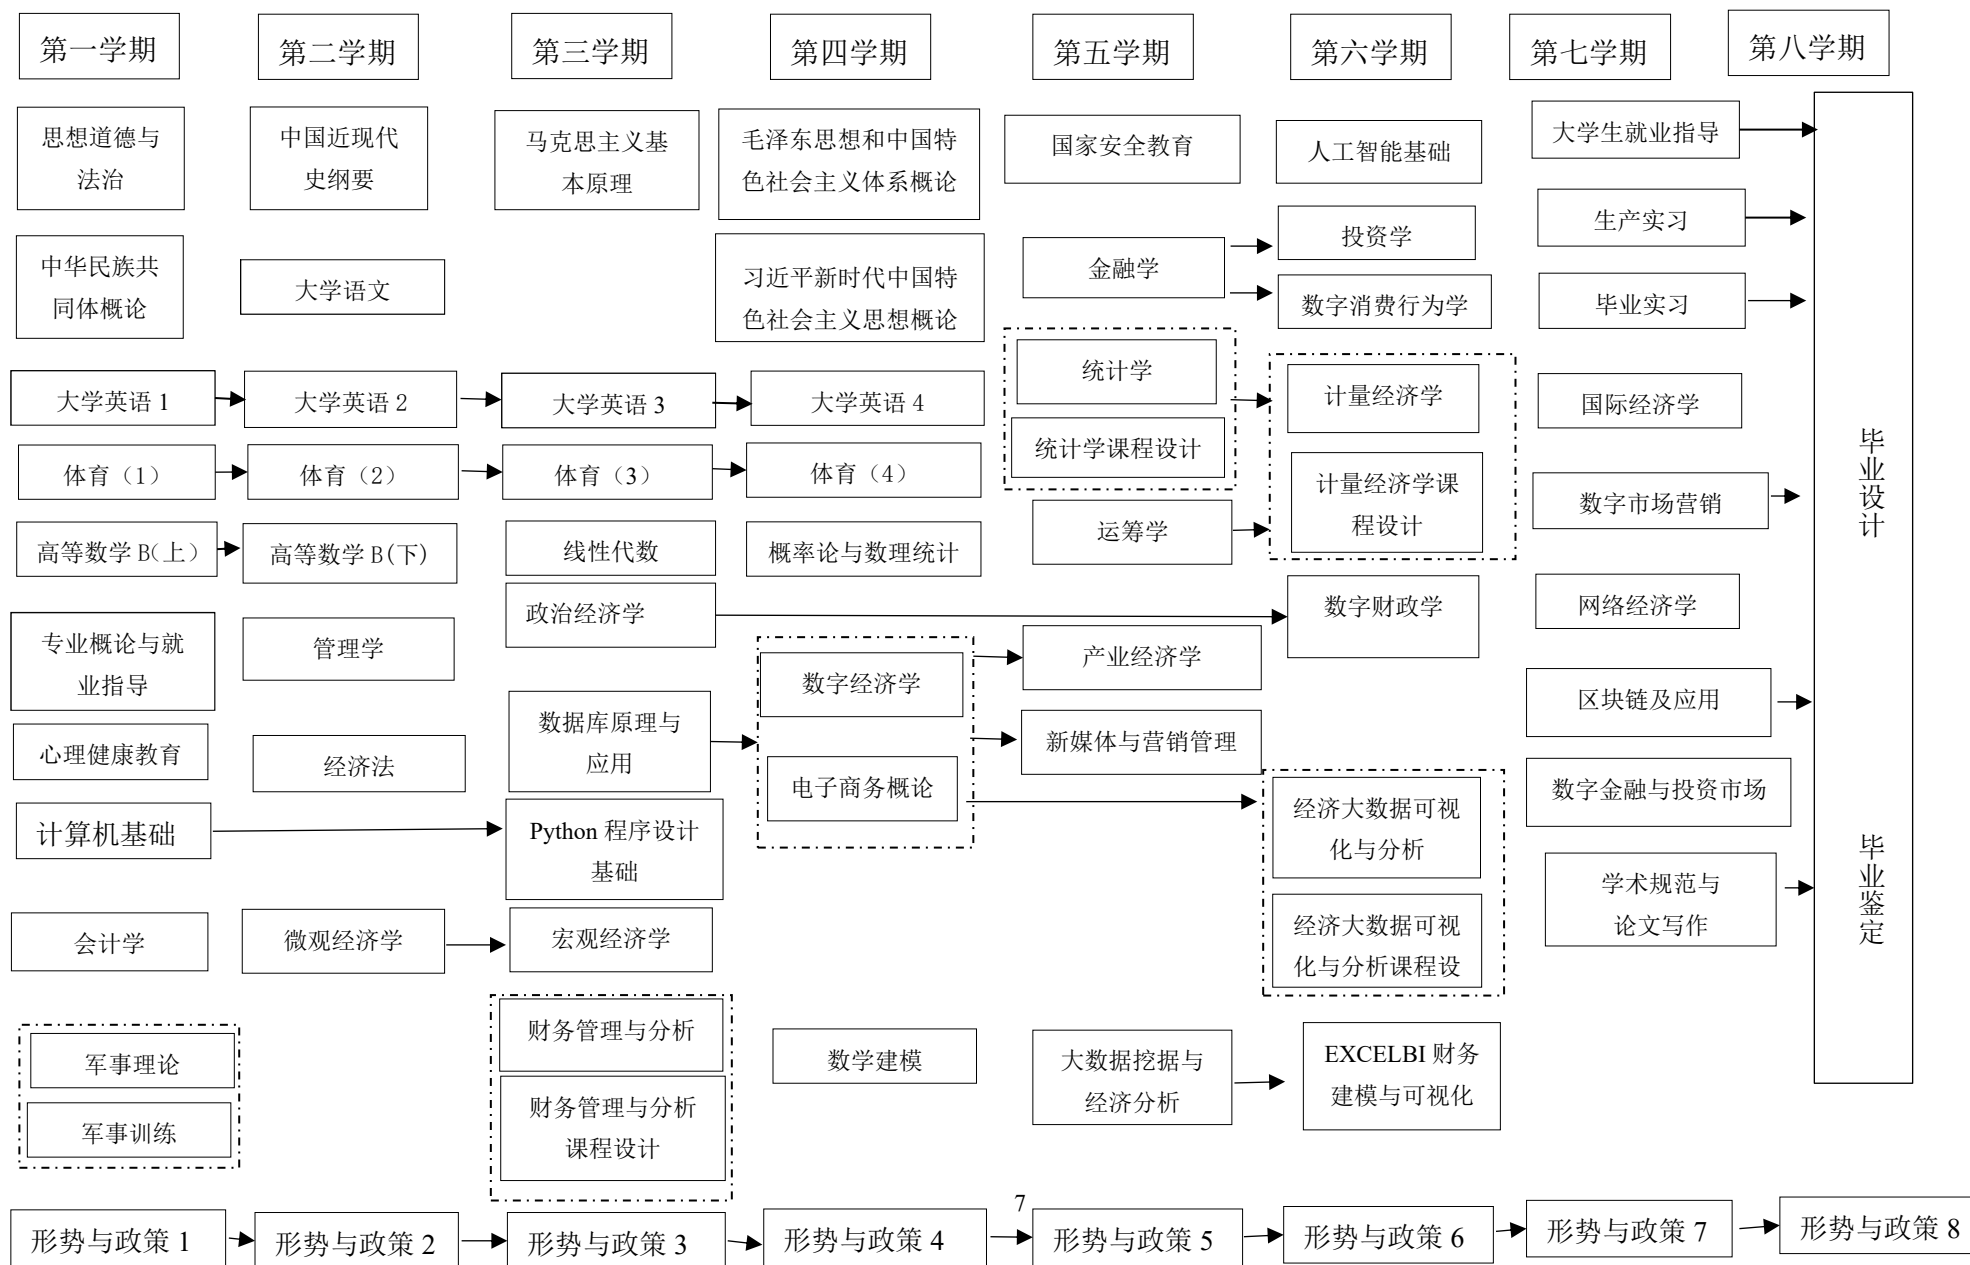 第一学期
第二学期
第三学期
第四学期
第五学期
第六学期
第七学期
第八学期
思想道德与
法治
中国近现代
史纲要
马克思主义基
本原理
毛泽东思想和中国特
色社会主义体系概论
国家安全教育
人工智能基础
大学生就业指导
生产实习
中华民族共
同体概论
大学语文
习近平新时代中国特
色社会主义思想概论
金融学
投资学
数字消费行为学
毕业实习
大学英语 1
大学英语 2
大学英语 3
大学英语 4
统计学
统计学课程设计
计量经济学
国际经济学
体育（1）
体育（2）
体育（3）
体育（4）
计量经济学课
程设计
数字市场营销
高等数学 B（上）
高等数学 B(下)
线性代数
概率论与数理统计
运筹学
专业概论与就
业指导
管理学
政治经济学
数字财政学
网络经济学
数字经济学
产业经济学
心理健康教育
经济法
数据库原理与
应用
电子商务概论
新媒体与营销管理
区块链及应用
计算机基础
Python 程序设计
基础
经济大数据可视
化与分析
数字金融与投资市场
会计学
微观经济学
宏观经济学
经济大数据可视
化与分析课程设
学术规范与
论文写作
毕业设计
毕业鉴定
军事理论
军事训练
财务管理与分析
财务管理与分析
课程设计
数学建模
大数据挖据与
经济分析
EXCELBI 财务
建模与可视化
7
形势与政策 1
形势与政策 2
形势与政策 3
形势与政策 4
形势与政策 5
形势与政策 6
形势与政策 7
形势与政策 8